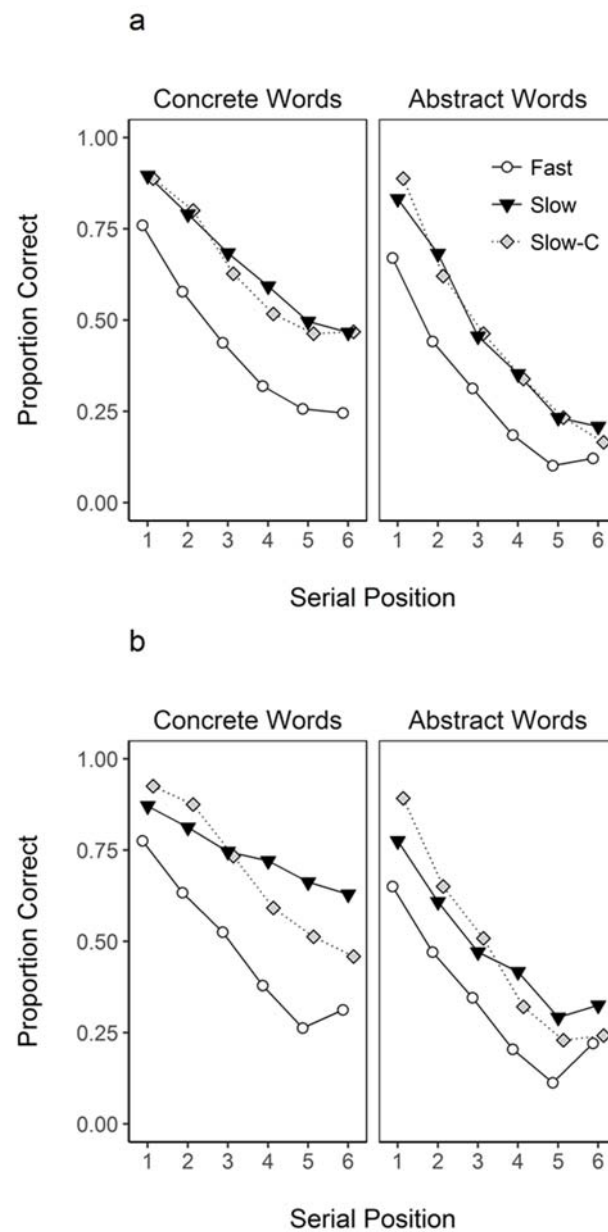 a
Concrete Words Abstract Words
1.00
0.75
0.50
0.25
0.00
Proportion Correct
Fast
Slow
Slow-C
1 2 3 4 5 6 1 2 3 4 5 6
Serial Position
b
Concrete Words Abstract Words
1.00
0.75
0.50
0.25
0.00
Proportion Correct
1 2 3 4 5 6 1 2 3 4 5 6
Serial Position